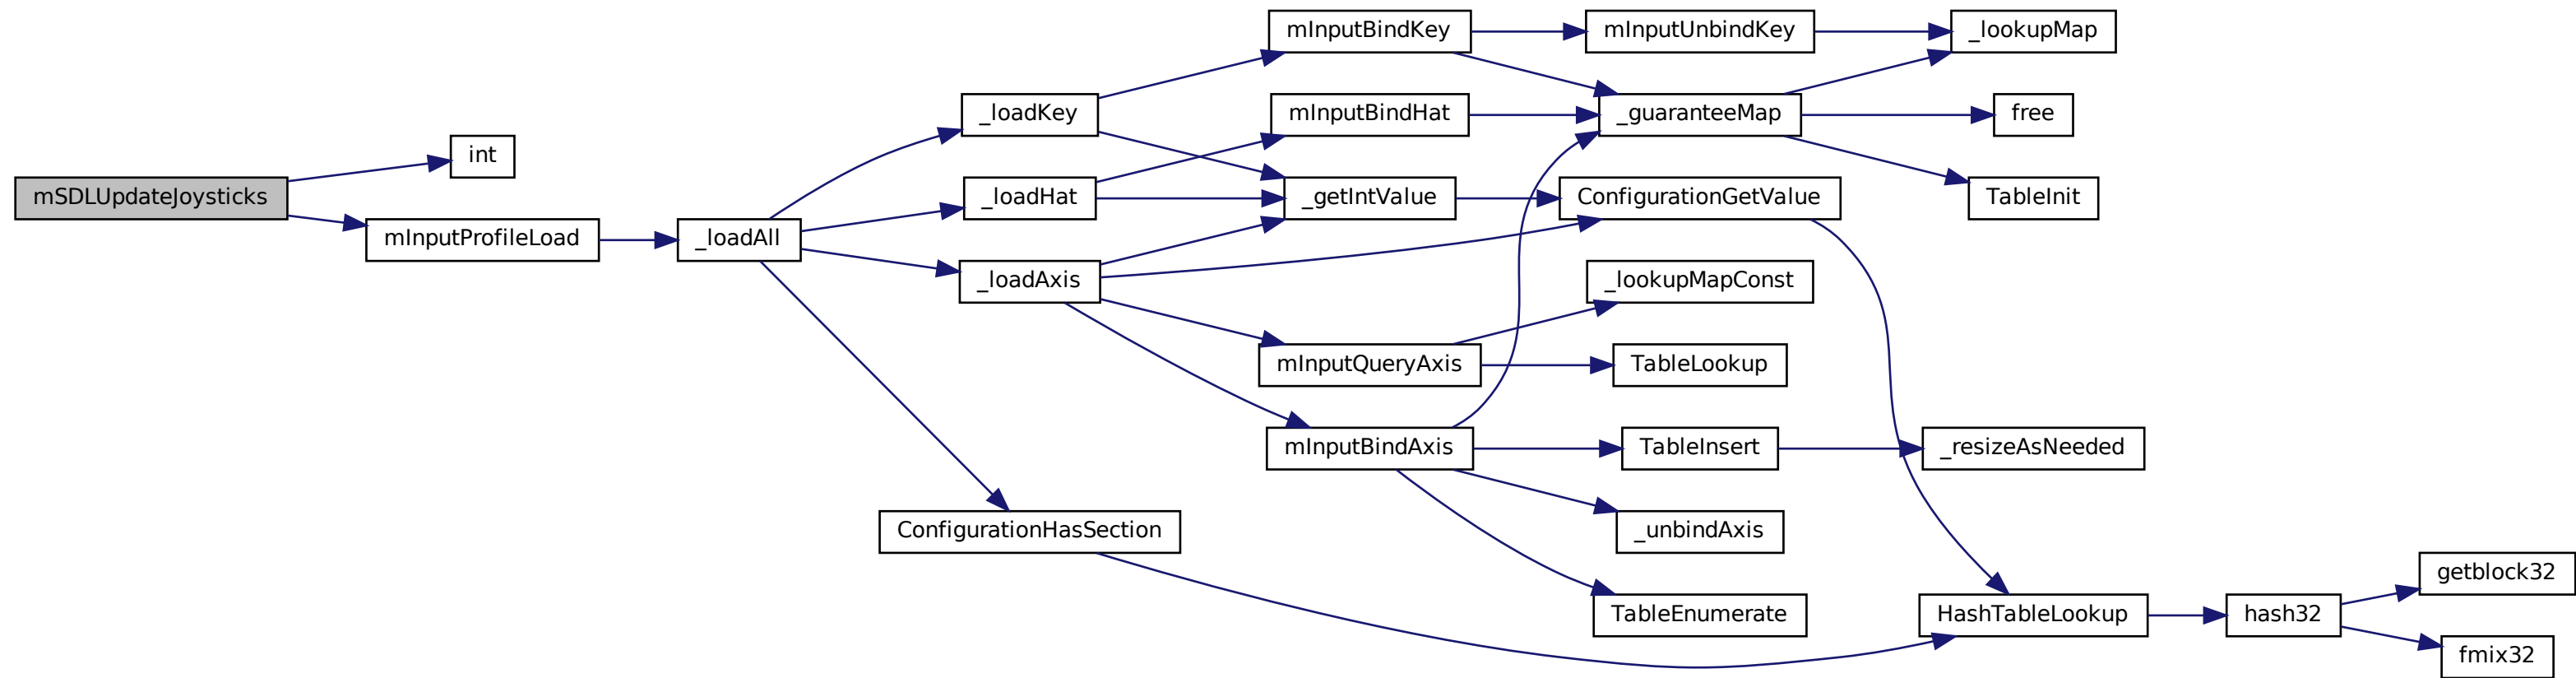 mInputBindKey
mInputUnbindKey
_lookupMap
_loadKey
mInputBindHat
_guaranteeMap
free
int
mSDLUpdateJoysticks
_loadHat
_getIntValue
ConfigurationGetValue
TableInit
mInputProfileLoad
_loadAll
_loadAxis
_lookupMapConst
mInputQueryAxis
TableLookup
mInputBindAxis
TableInsert
_resizeAsNeeded
ConfigurationHasSection
_unbindAxis
getblock32
TableEnumerate
HashTableLookup
hash32
fmix32